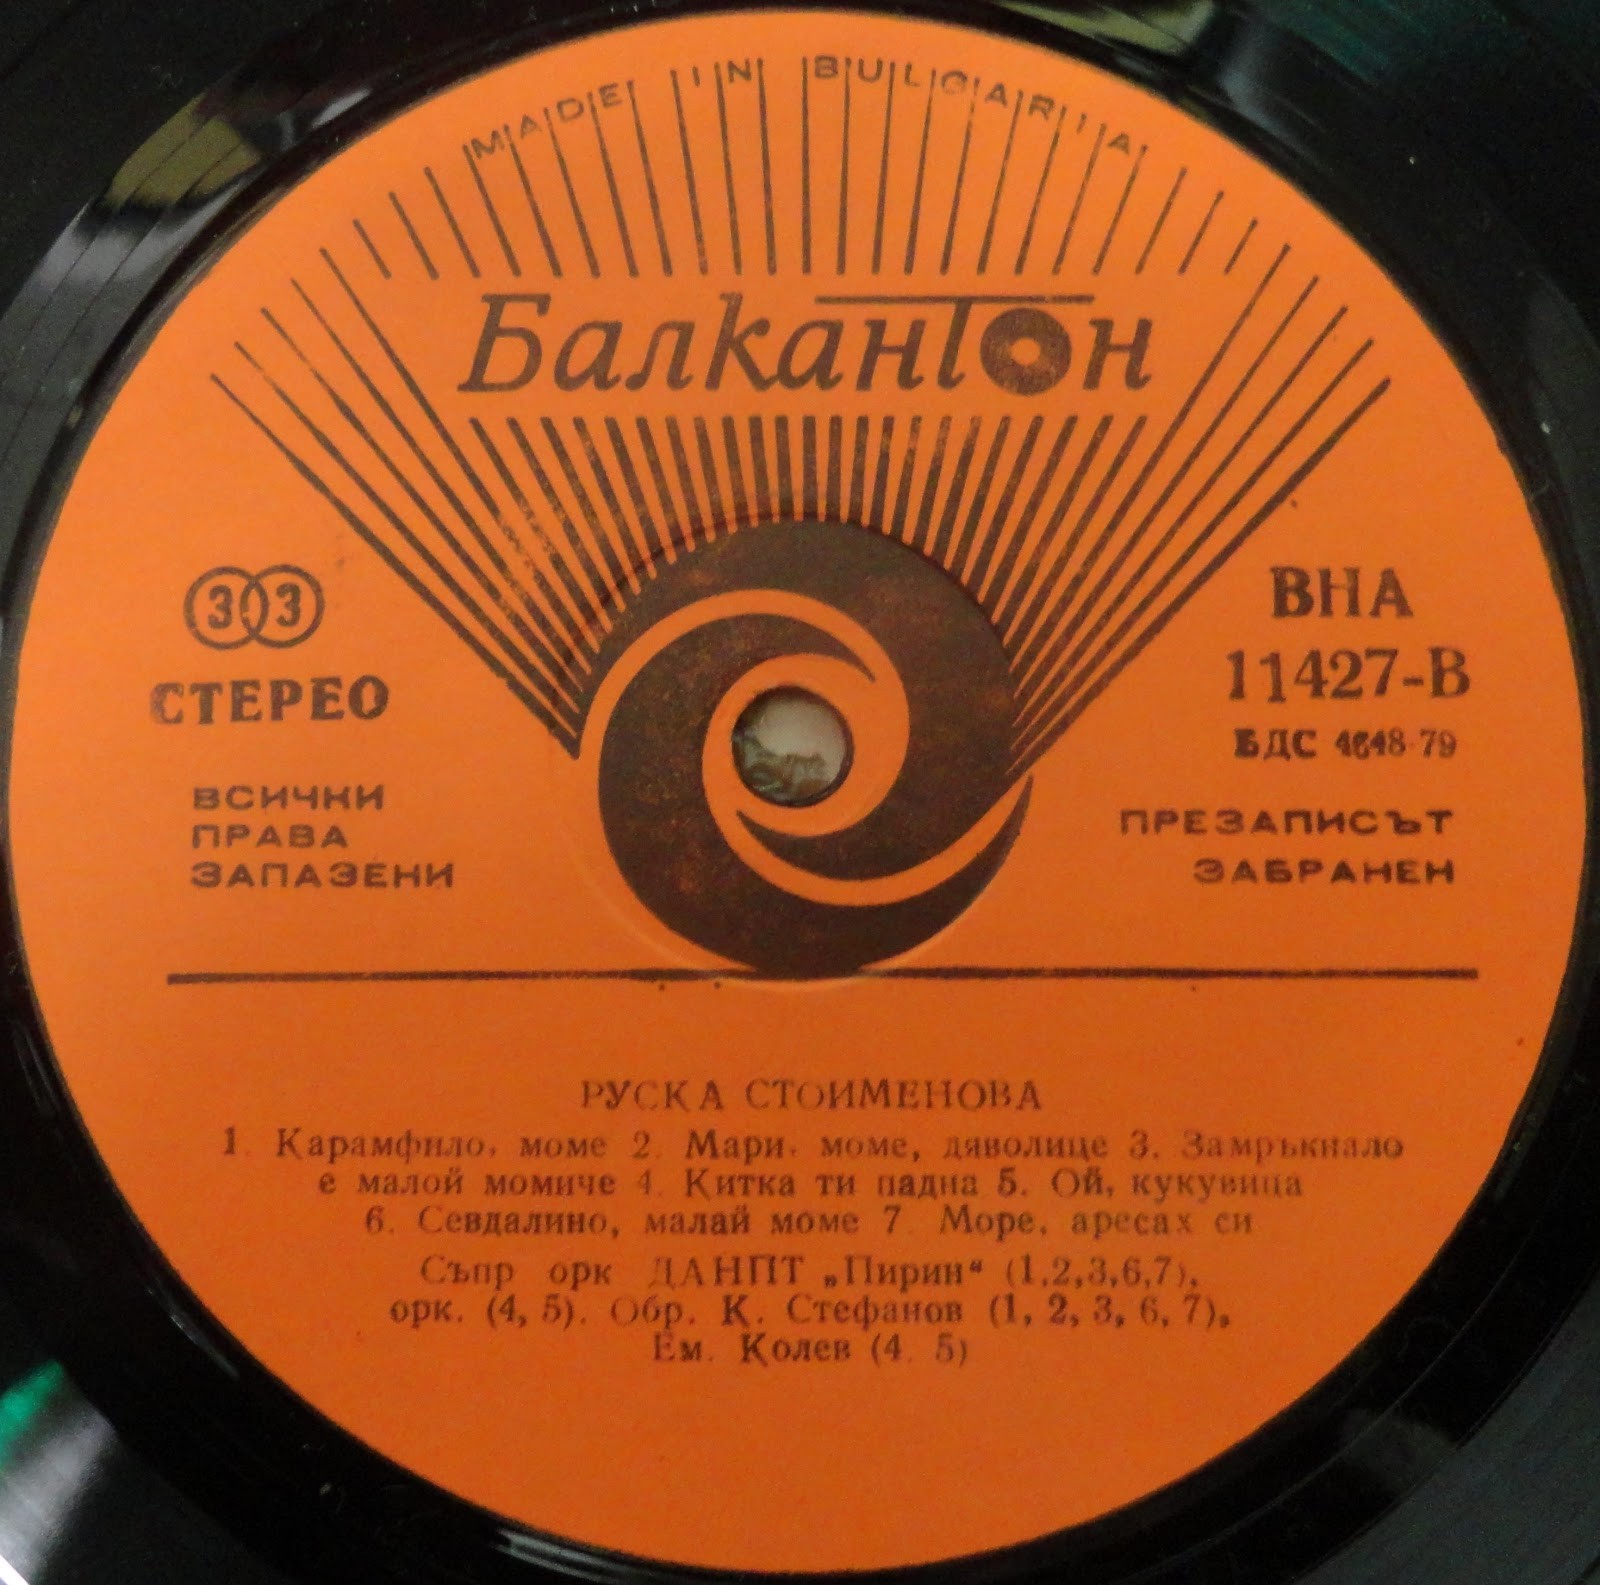 MADE IN BULGARIA
Балкантон
33
СТЕРЕО
ВСИЧКИ
ПРАВА
ЗАПАЗЕНИ
ВНА
11427-В
БДС 4648-79
ПРЕЗАПИСЪТ
ЗАБРАНЕН
РУСКА СТОИМЕНОВА
1. Карамфило, моме 2. Мари, моме, дяволице 3. Замръкнало
е малой момиче 4. Китка ти падна 5. Ой, кукувица
6. Севдалино, малай моме 7. Море, аресах си
Съпр орк ДАНПТ „Пирин“ (1,2,3,6,7),
орк. (4, 5). Обр. К. Стефанов (1, 2, 3, 6, 7),
Ем. Колев (4. 5)